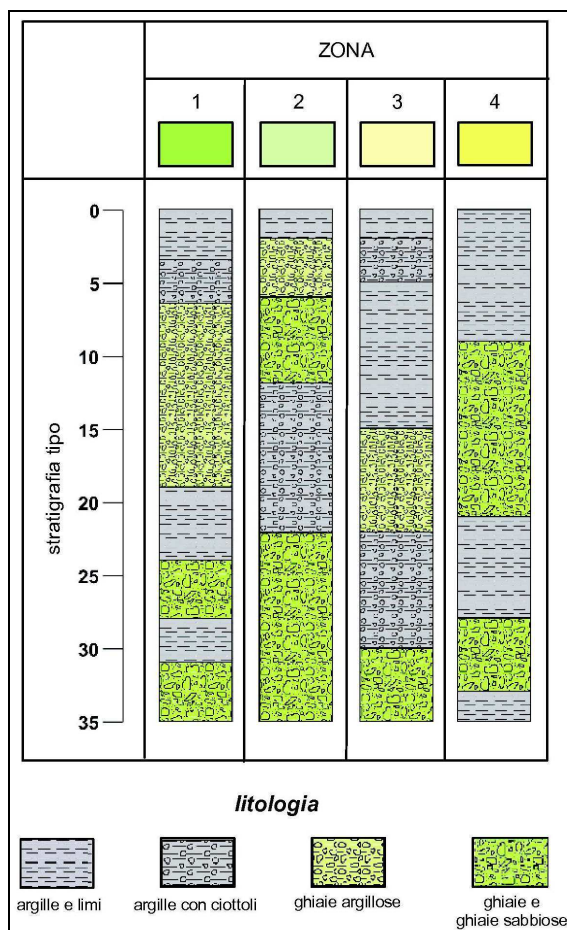 ZONA
1 2 3 4
stratigrafia tipo
0
5
10
15
20
25
30
35
litologia
argille e limi
argille con ciottoli
ghiaie argillose
ghiaie e
ghiaie sabbiose